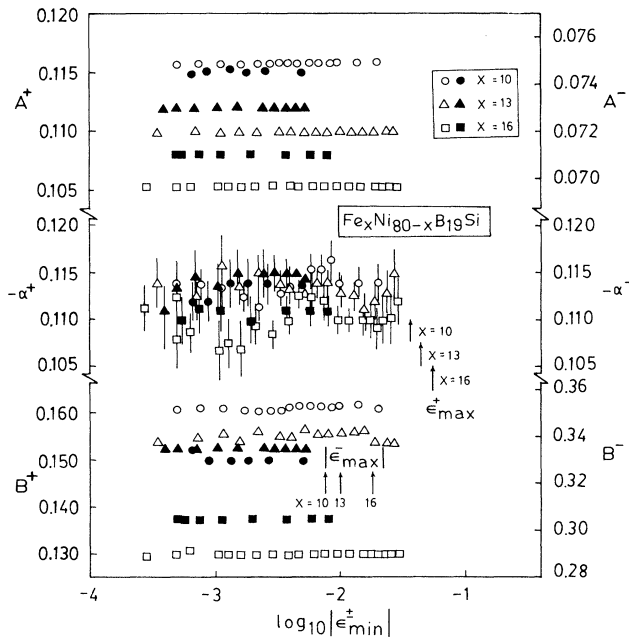 0.120
0.115
A⁺
0.110
0.105
0.076
0.074
A⁻
0.072
0.070
○ ● X = 10
△ ▲ X = 13
□ ■ X = 16
FeₓNi₈₀₋ₓB₁₉Si
0.120
0.115
-α⁺
0.110
0.105
0.120
0.115
-α⁻
0.110
0.105
X = 10
X = 13
X = 16
ϵ⁺max
0.160
0.150
B⁺
0.140
0.130
0.36
0.34
B⁻
0.32
0.30
0.28
|ϵ⁻max|
X = 10 13 16
-4 -3 -2 -1
log₁₀|ϵ±min|